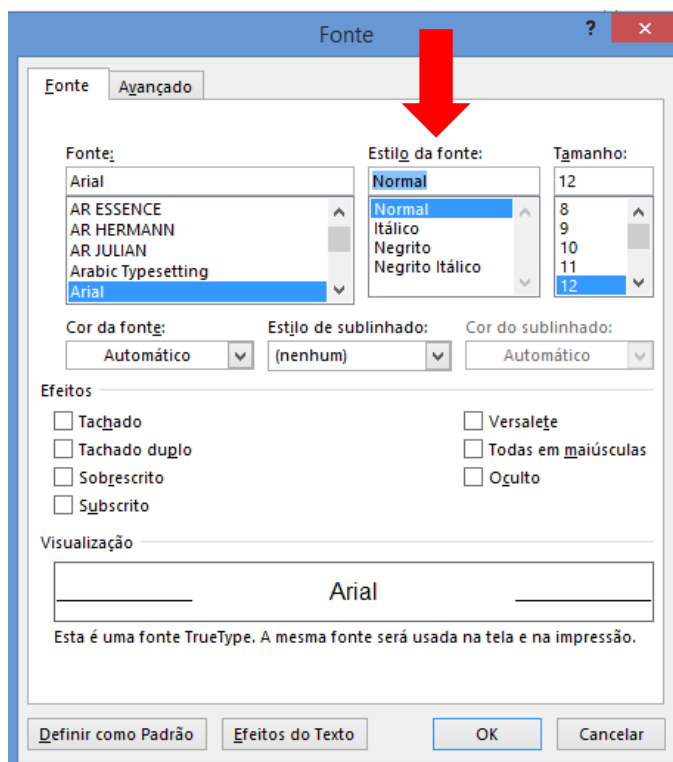 Fonte ?
Fonte Avançado
Fonte: Estilo da fonte: Tamanho:
Arial Normal 12
AR ESSENCE Normal 8
AR HERMANN Itálico 9
AR JULIAN Negrito 10
Arabic Typesetting Negrito Itálico 11
Arial 12
Cor da fonte: Estilo de sublinhado: Cor do sublinhado:
Automático (nenhum) Automático
Efeitos
Tachado Versalete
Tachado duplo Todas em maiúsculas
Sobrescrito Oculto
Subscrito
Visualização
Arial
Esta é uma fonte TrueType. A mesma fonte será usada na tela e na impressão.
Definir como Padrão Efeitos do Texto OK Cancelar